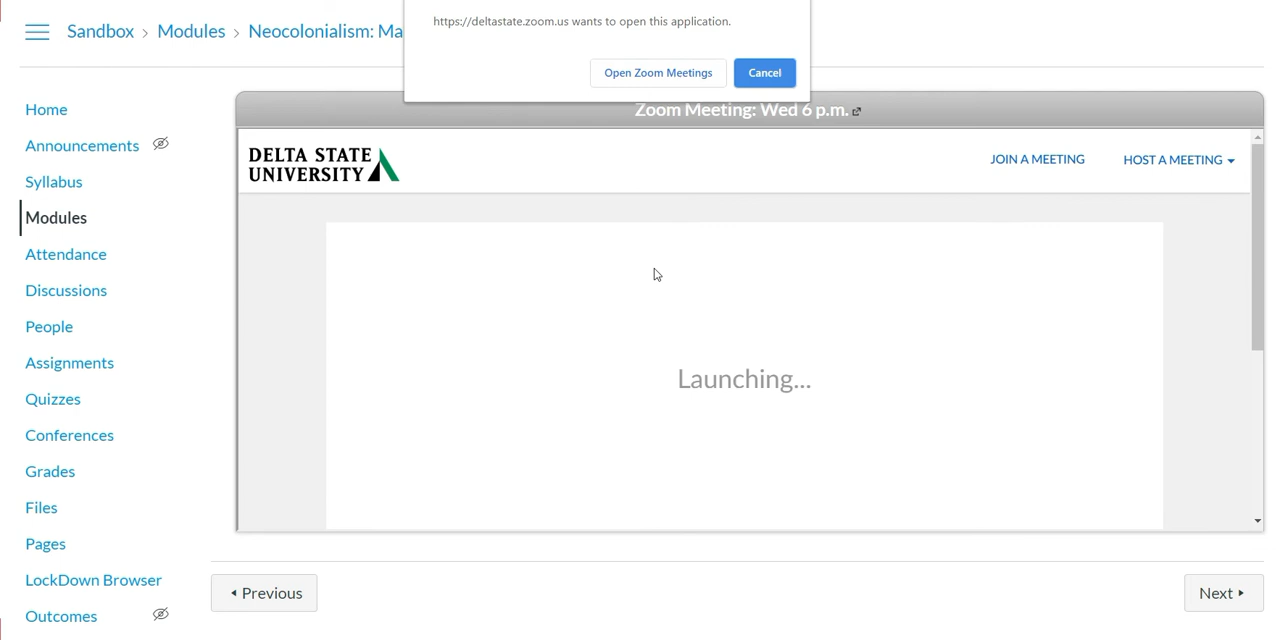 https://deltastate.zoom.us wants to open this application.
Open Zoom Meetings
Cancel
Sandbox › Modules › Neocolonialism: Ma
Home
Announcements
Syllabus
Modules
Attendance
Discussions
People
Assignments
Quizzes
Conferences
Grades
Files
Pages
LockDown Browser
Outcomes
Zoom Meeting: Wed 6 p.m.
DELTA STATE
UNIVERSITY
JOIN A MEETING
HOST A MEETING
Launching...
Previous
Next